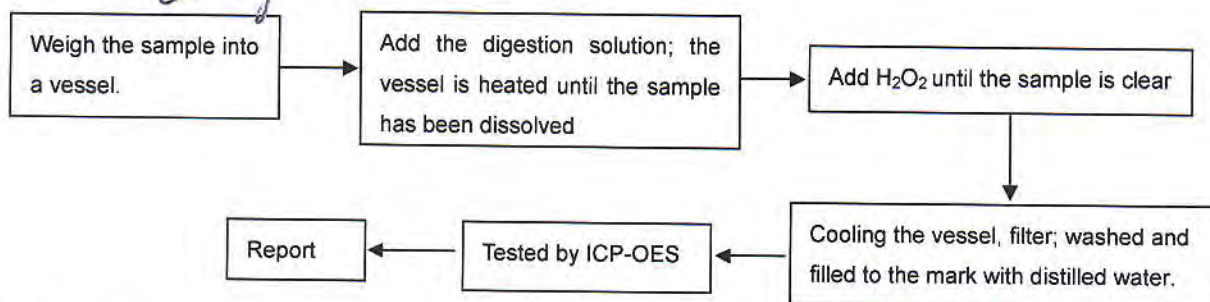 Weigh the sample into
a vessel.
Add the digestion solution; the
vessel is heated until the sample
has been dissolved
Add H₂O₂ until the sample is clear
Cooling the vessel, filter; washed and
filled to the mark with distilled water.
Tested by ICP-OES
Report